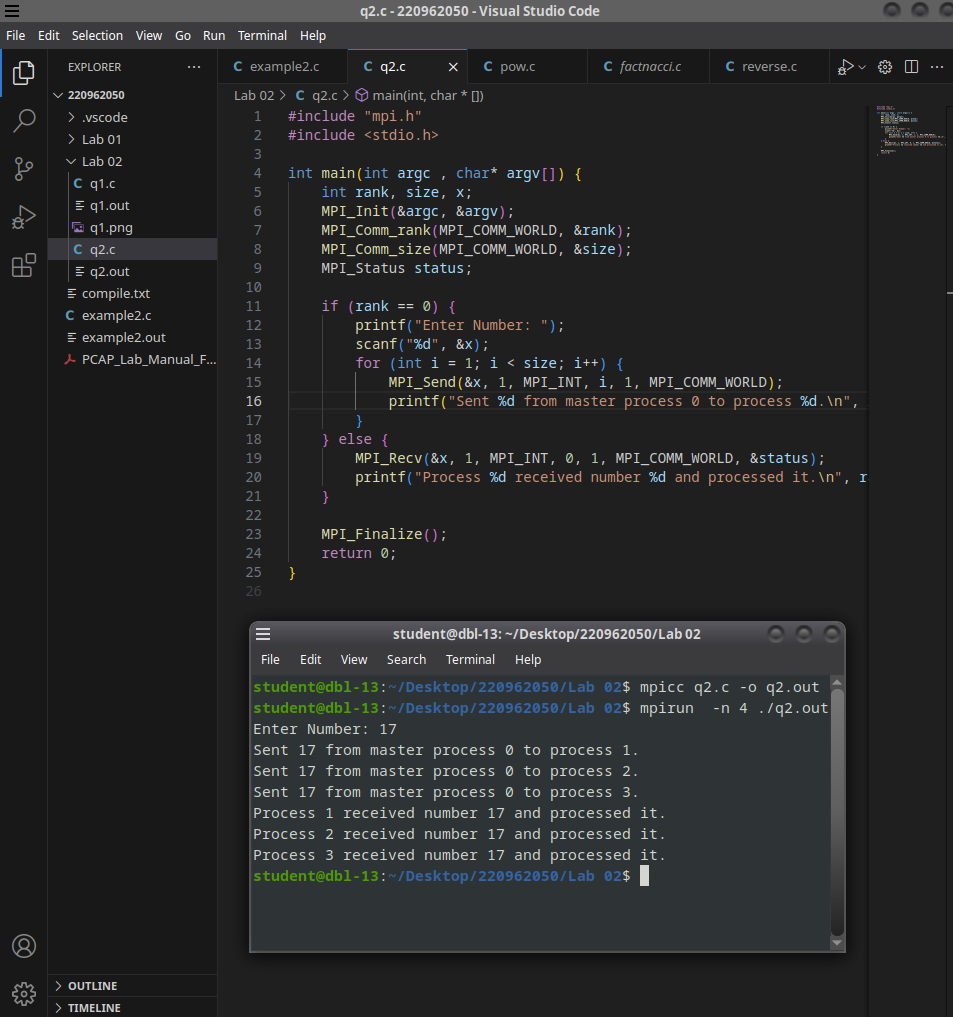 q2.c - 220962050 - Visual Studio Code
File Edit Selection View Go Run Terminal Help
EXPLORER ···
220962050
.vscode
Lab 01
Lab 02
C q1.c
q1.out
q1.png
C q2.c
q2.out
compile.txt
C example2.c
example2.out
PCAP_Lab_Manual_F...
OUTLINE
TIMELINE
C example2.c C q2.c × C pow.c C factnacci.c C reverse.c
Lab 02 > C q2.c > main(int, char * [])
1 #include "mpi.h"
2 #include <stdio.h>
3
4 int main(int argc , char* argv[]) {
5 int rank, size, x;
6 MPI_Init(&argc, &argv);
7 MPI_Comm_rank(MPI_COMM_WORLD, &rank);
8 MPI_Comm_size(MPI_COMM_WORLD, &size);
9 MPI_Status status;
10
11 if (rank == 0) {
12 printf("Enter Number: ");
13 scanf("%d", &x);
14 for (int i = 1; i < size; i++) {
15 MPI_Send(&x, 1, MPI_INT, i, 1, MPI_COMM_WORLD);
16 printf("Sent %d from master process 0 to process %d.\n",
17 }
18 } else {
19 MPI_Recv(&x, 1, MPI_INT, 0, 1, MPI_COMM_WORLD, &status);
20 printf("Process %d received number %d and processed it.\n", r
21 }
22
23 MPI_Finalize();
24 return 0;
25 }
26
student@dbl-13: ~/Desktop/220962050/Lab 02
File Edit View Search Terminal Help
student@dbl-13:~/Desktop/220962050/Lab 02$ mpicc q2.c -o q2.out
student@dbl-13:~/Desktop/220962050/Lab 02$ mpirun  -n 4 ./q2.out
Enter Number: 17
Sent 17 from master process 0 to process 1.
Sent 17 from master process 0 to process 2.
Sent 17 from master process 0 to process 3.
Process 1 received number 17 and processed it.
Process 2 received number 17 and processed it.
Process 3 received number 17 and processed it.
student@dbl-13:~/Desktop/220962050/Lab 02$